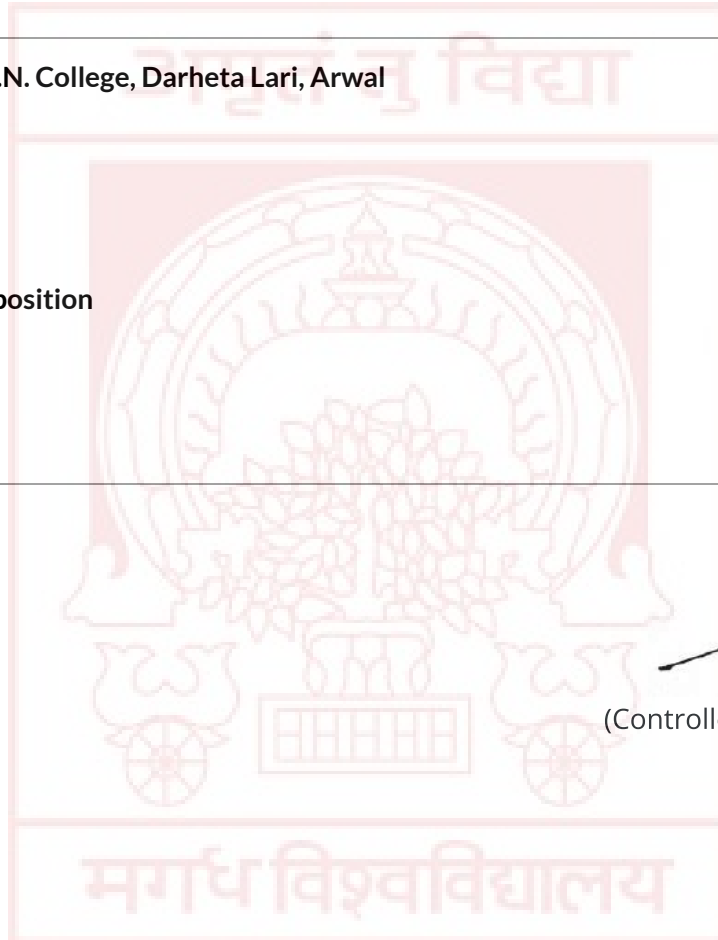 अमृतं तु विद्या
.N. College, Darheta Lari, Arwal
position
(Controll
मगध विश्वविद्यालय